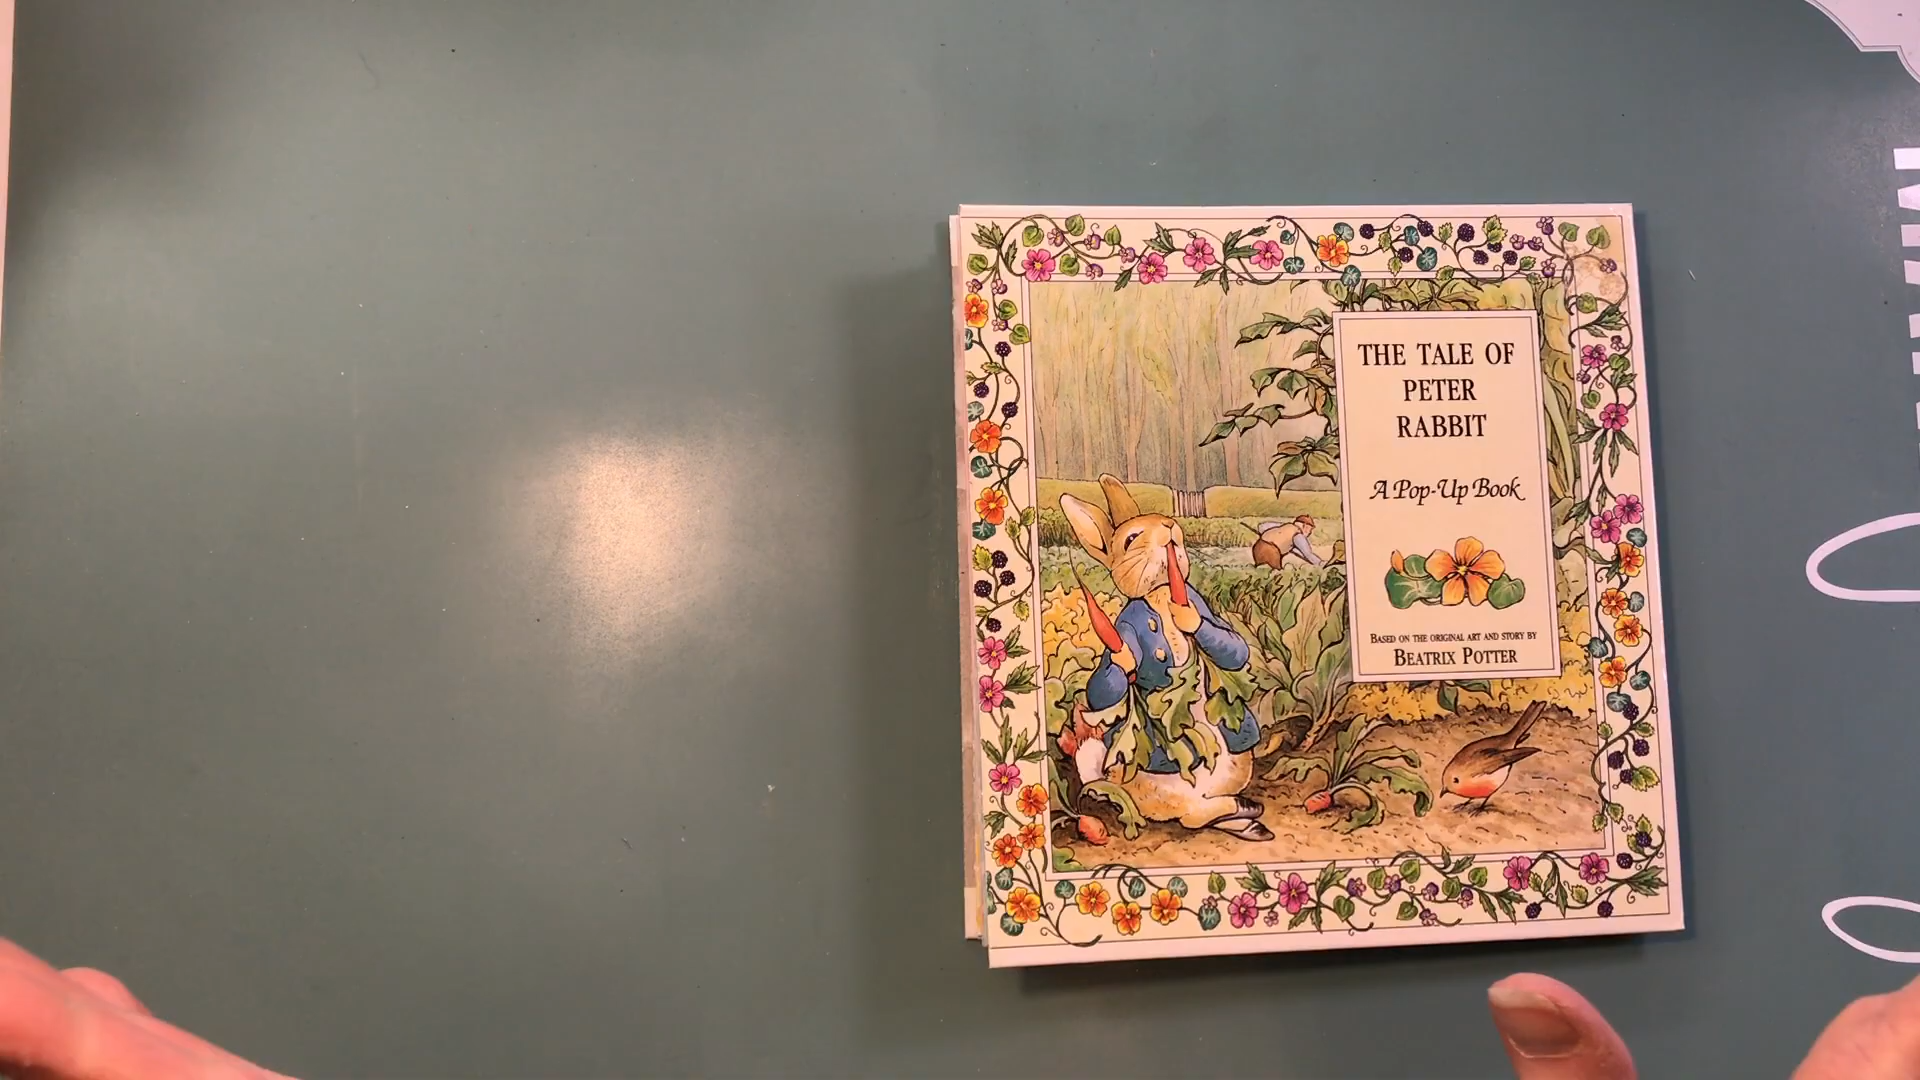 THE TALE OF
PETER
RABBIT
A Pop-Up Book
BASED ON THE ORIGINAL ART AND STORY BY
BEATRIX POTTER